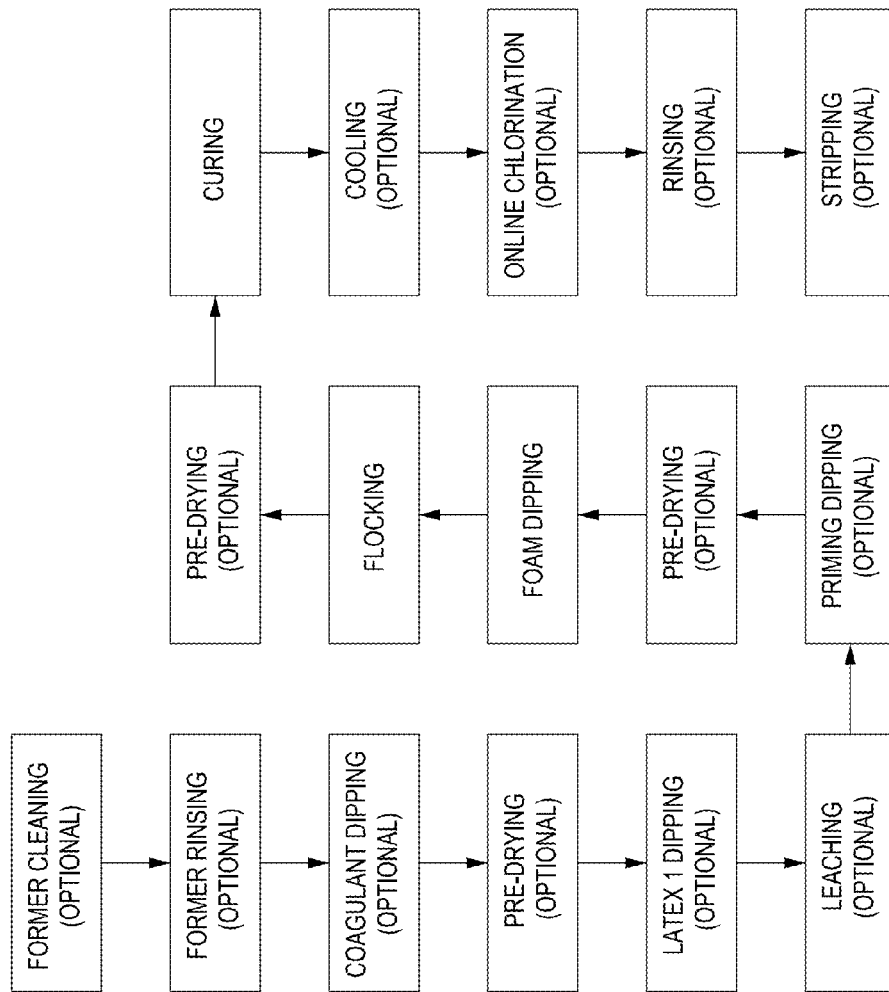 FORMER CLEANING
(OPTIONAL)
FORMER RINSING
(OPTIONAL)
COAGULANT DIPPING
(OPTIONAL)
PRE-DRYING
(OPTIONAL)
LATEX 1 DIPPING
(OPTIONAL)
LEACHING
(OPTIONAL)
PRIMING DIPPING
(OPTIONAL)
PRE-DRYING
(OPTIONAL)
FOAM DIPPING
FLOCKING
PRE-DRYING
(OPTIONAL)
CURING
COOLING
(OPTIONAL)
ONLINE CHLORINATION
(OPTIONAL)
RINSING
(OPTIONAL)
STRIPPING
(OPTIONAL)